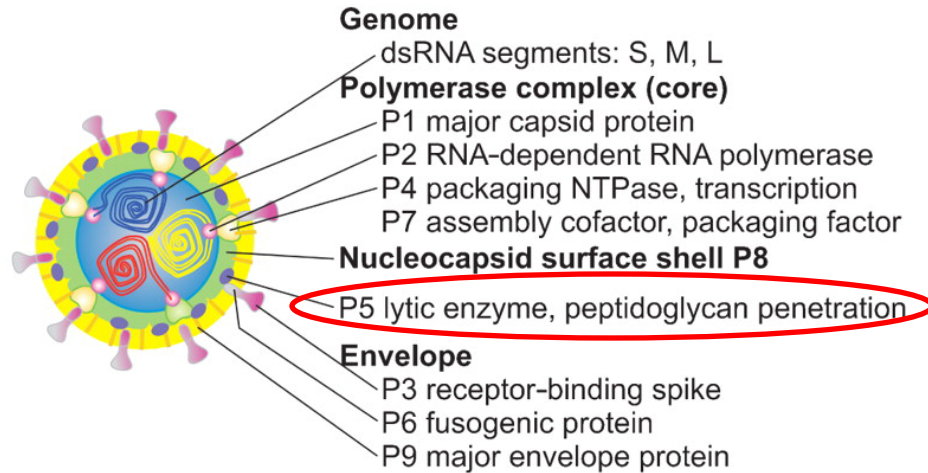 Genome
dsRNA segments: S, M, L
Polymerase complex (core)
P1 major capsid protein
P2 RNA-dependent RNA polymerase
P4 packaging NTPase, transcription
P7 assembly cofactor, packaging factor
Nucleocapsid surface shell P8
P5 lytic enzyme, peptidoglycan penetration
Envelope
P3 receptor-binding spike
P6 fusogenic protein
P9 major envelope protein